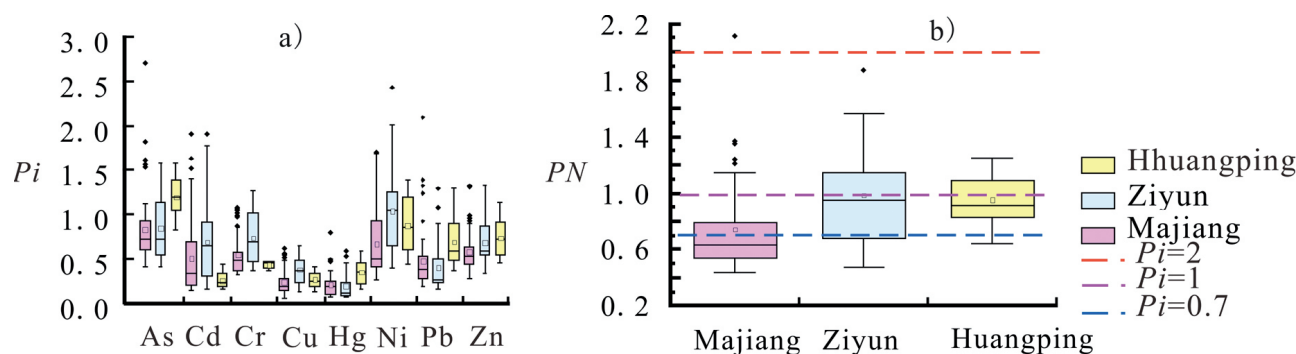 a)
3.0
2.5
2.0
1.5
1.0
0.5
0.0
Pi
As Cd Cr Cu Hg Ni Pb Zn
b)
2.2
1.8
1.4
1.0
0.6
0.2
PN
Majiang Ziyun Huangping
Hhuangping
Ziyun
Majiang
Pi=2
Pi=1
Pi=0.7